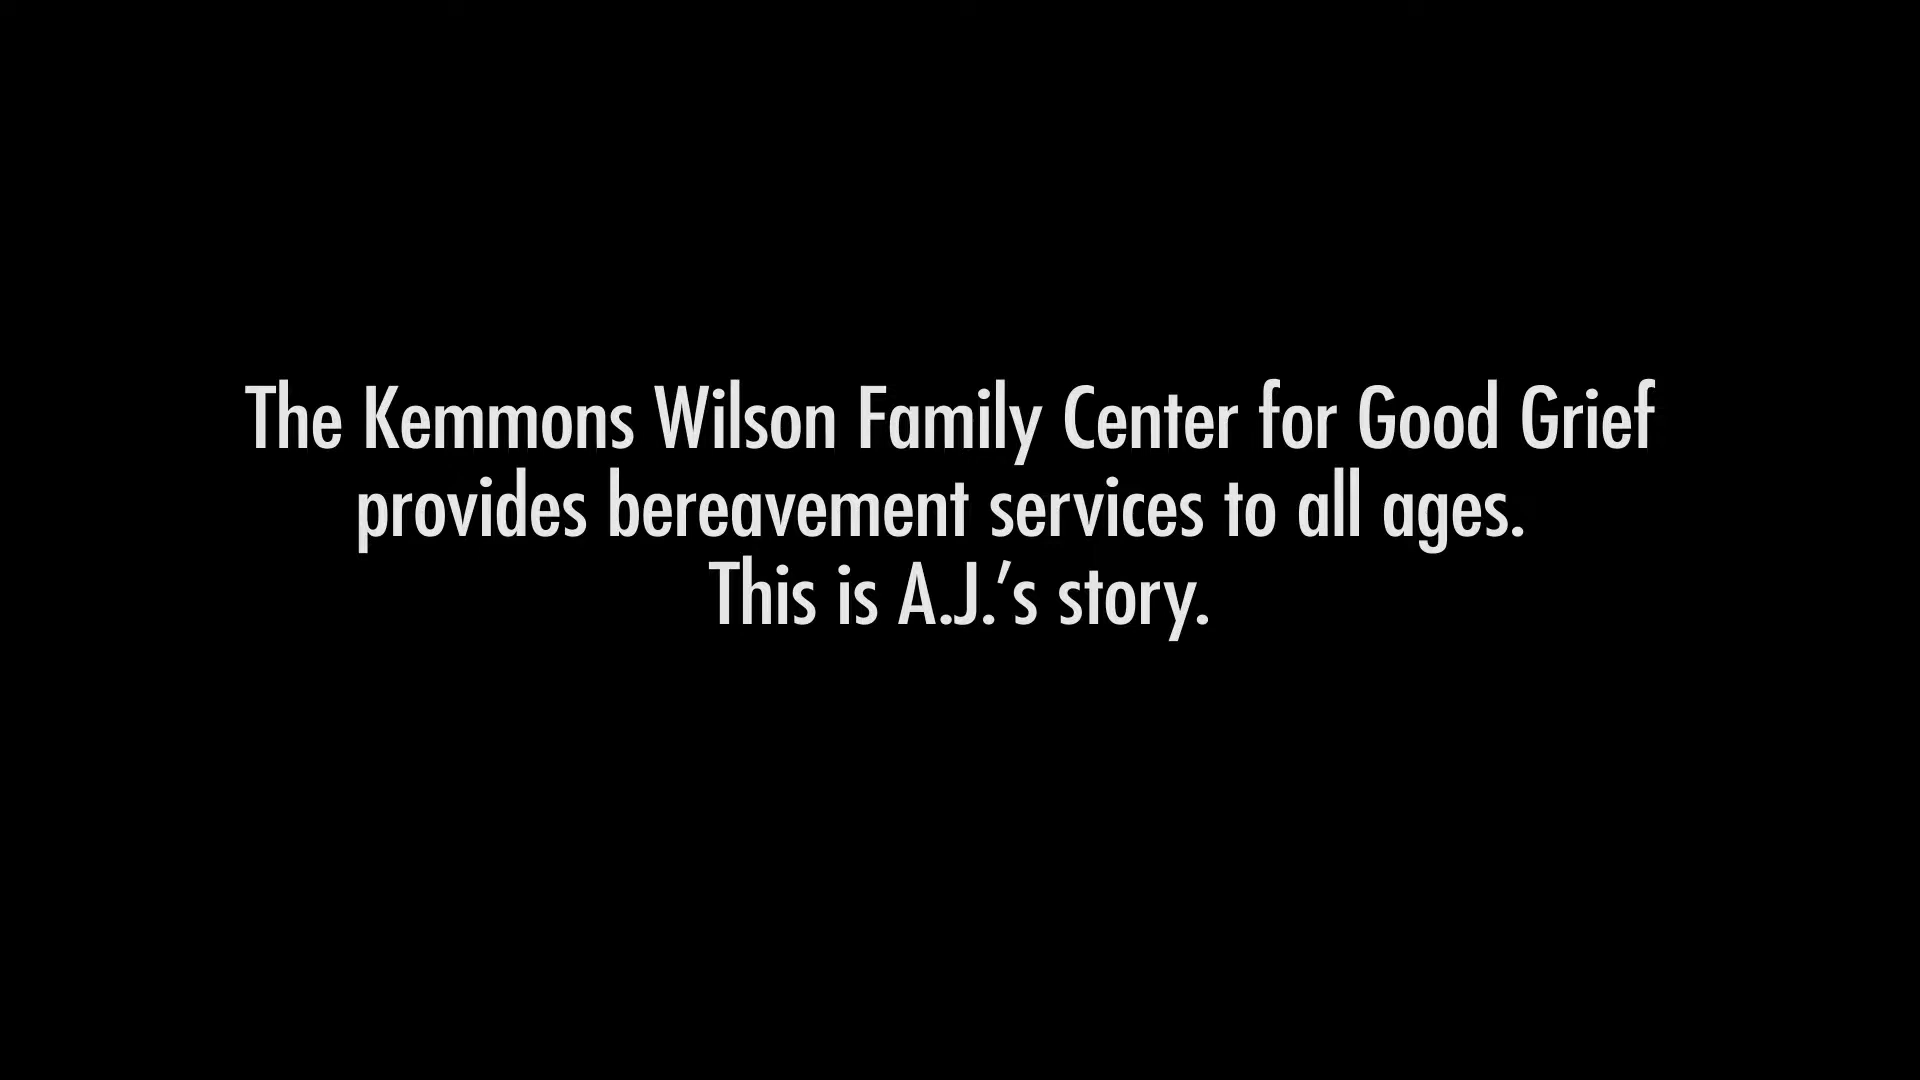 The Kemmons Wilson Family Center for Good Grief
provides bereavement services to all ages.
This is A.J.’s story.